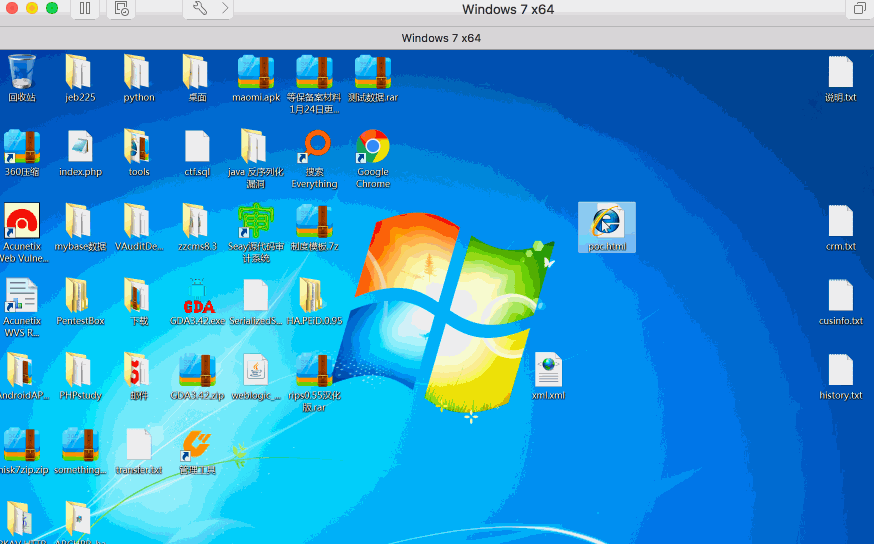 Windows 7 x64
Windows 7 x64
回收站
jeb225
python
桌面
maomi.apk
等保备案材料
1月24日更...
测试数据.rar
说明.txt
360压缩
index.php
tools
ctf.sql
java 反序列化
漏洞
搜索
Everything
Google
Chrome
Acunetix
Web Vulne...
mybase数据
VAuditDe...
zzcms8.3
Seay源代码审
计系统
制度模板.7z
poc.html
crm.txt
Acunetix
WVS R...
PentestBox
下载
GDA
GDA3.42.exe
SerializedS...
HA.PEiD.0.95
cusinfo.txt
AndroidAP...
PHPstudy
邮件
GDA3.42.zip
weblogic_...
rips0.55汉化
版.rar
xml.xml
history.txt
hisk7zip.zip
something...
transfer.txt
管理工具